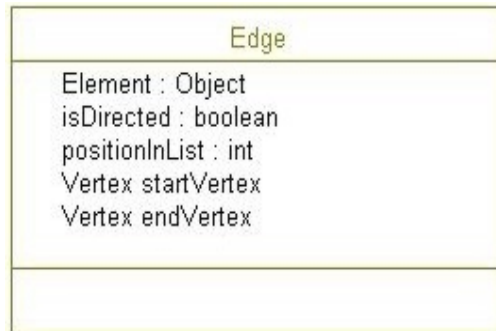 Edge
Element : Object
isDirected : boolean
positionInList : int
Vertex startVertex
Vertex endVertex